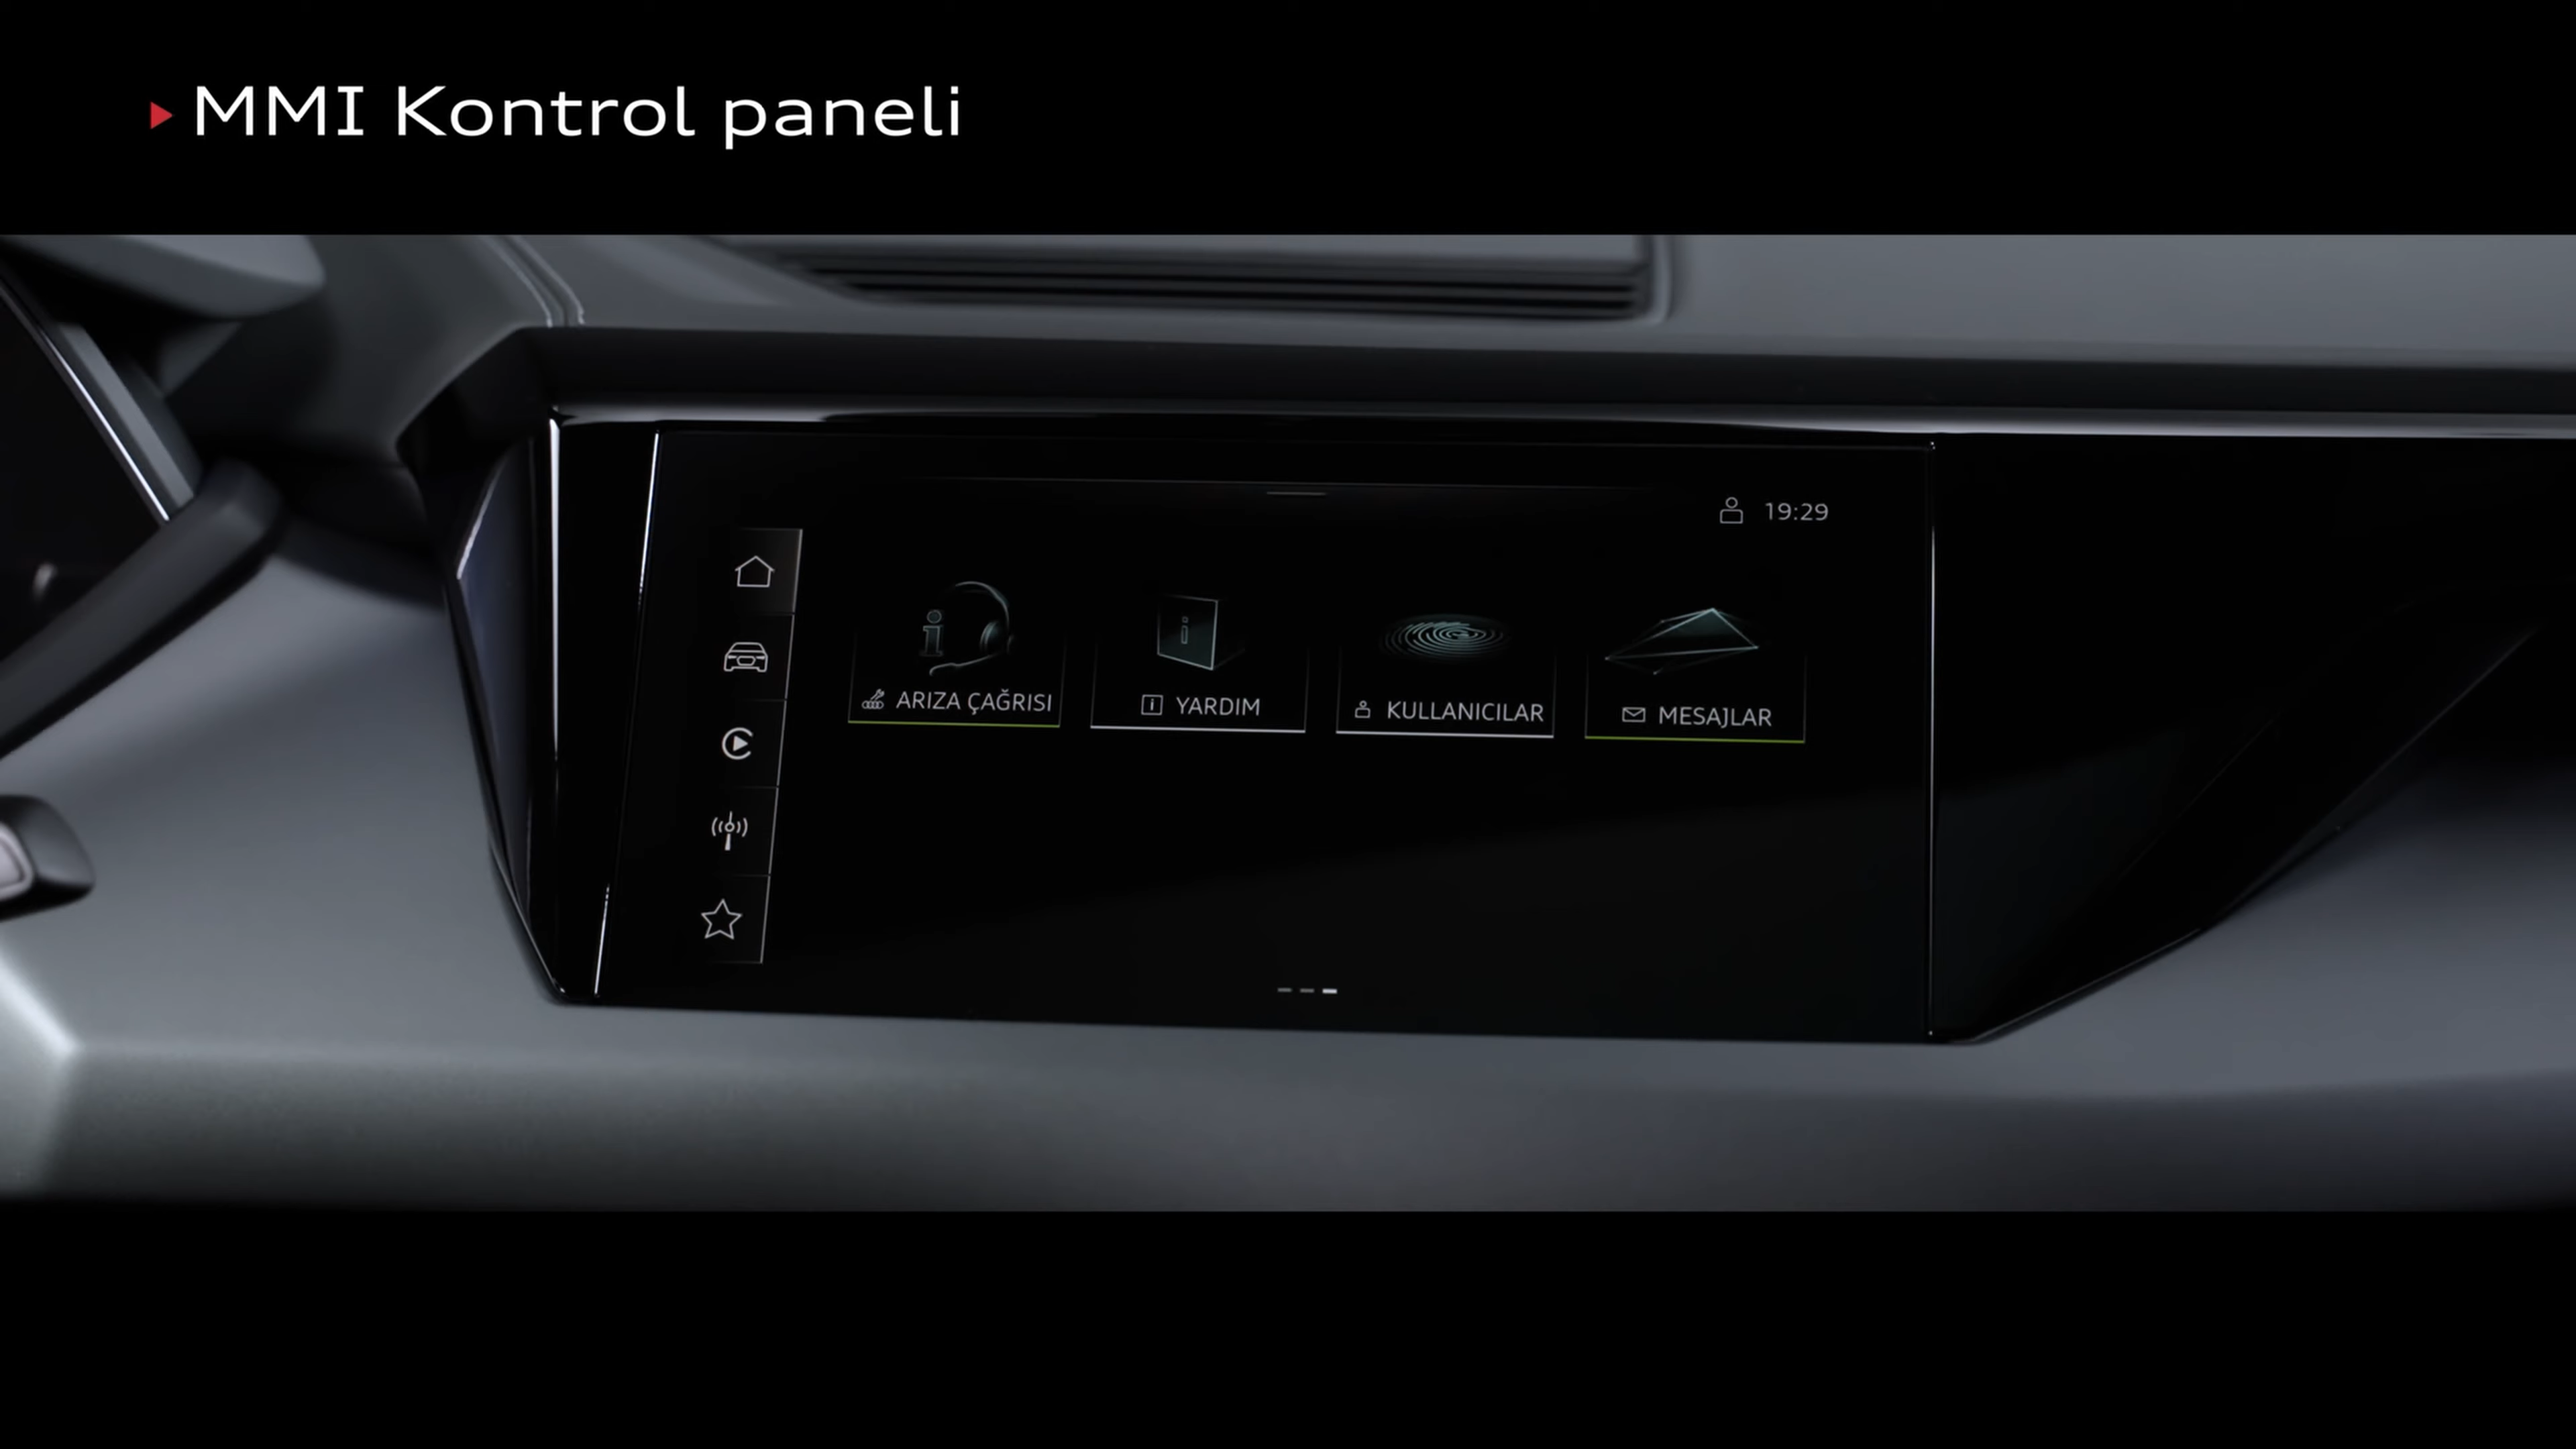 MMI Kontrol paneli
19:29
ARIZA ÇAĞRISI
YARDIM
KULLANICILAR
MESAJLAR